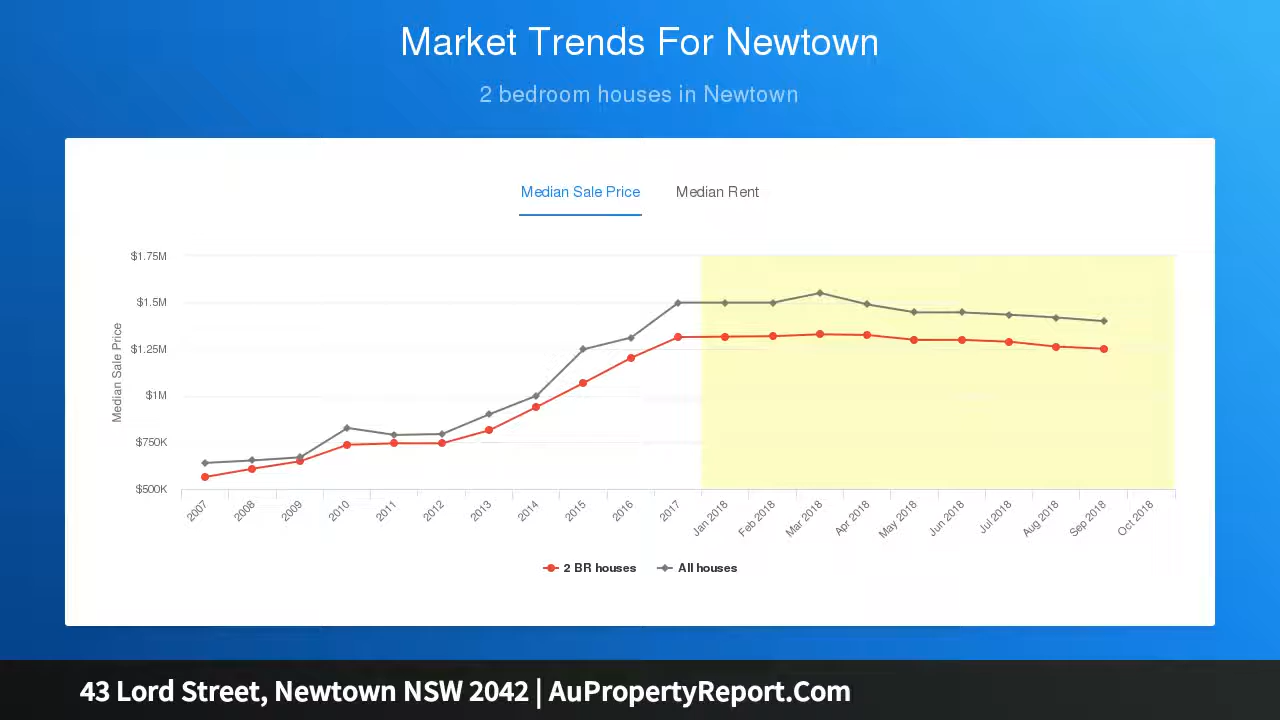 Market Trends For Newtown
2 bedroom houses in Newtown
Median Sale Price Median Rent
Median Sale Price
$1.75M
$1.5M
$1.25M
$1M
$750K
$500K
2007 2008 2009 2010 2011 2012 2013 2014 2015 2016 2017 Jan 2018 Feb 2018 Mar 2018 Apr 2018 May 2018 Jun 2018 Jul 2018 Aug 2018 Sep 2018 Oct 2018
2 BR houses All houses
43 Lord Street, Newtown NSW 2042 | AuPropertyReport.Com